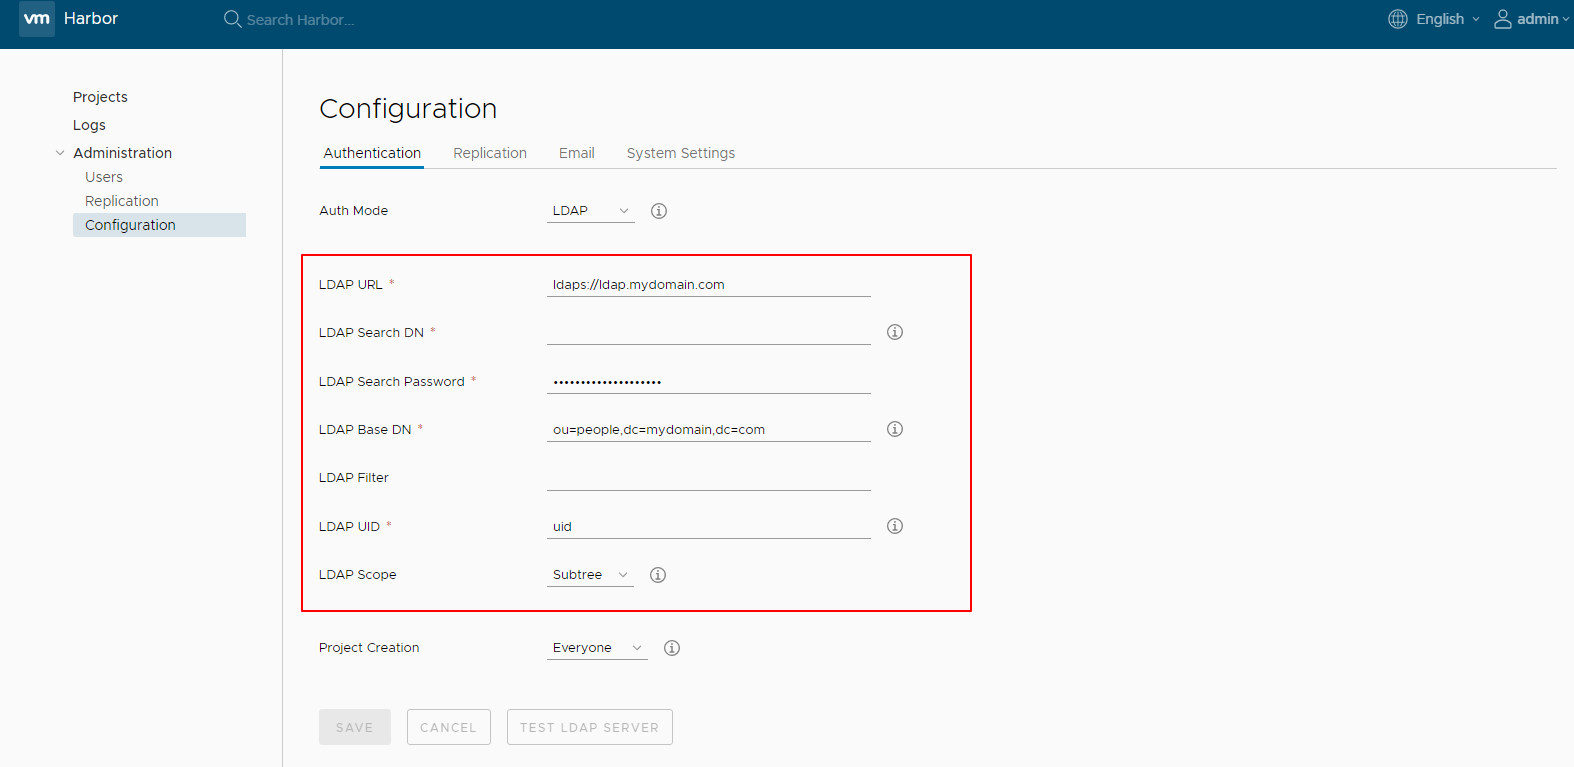 vm Harbor Search Harbor... English admin
Projects
Logs
Administration
Users
Replication
Configuration
Configuration
Authentication Replication Email System Settings
Auth Mode LDAP
LDAP URL * ldaps://ldap.mydomain.com
LDAP Search DN *
LDAP Search Password * ••••••••••••••••••••
LDAP Base DN * ou=people,dc=mydomain,dc=com
LDAP Filter
LDAP UID * uid
LDAP Scope Subtree
Project Creation Everyone
SAVE CANCEL TEST LDAP SERVER